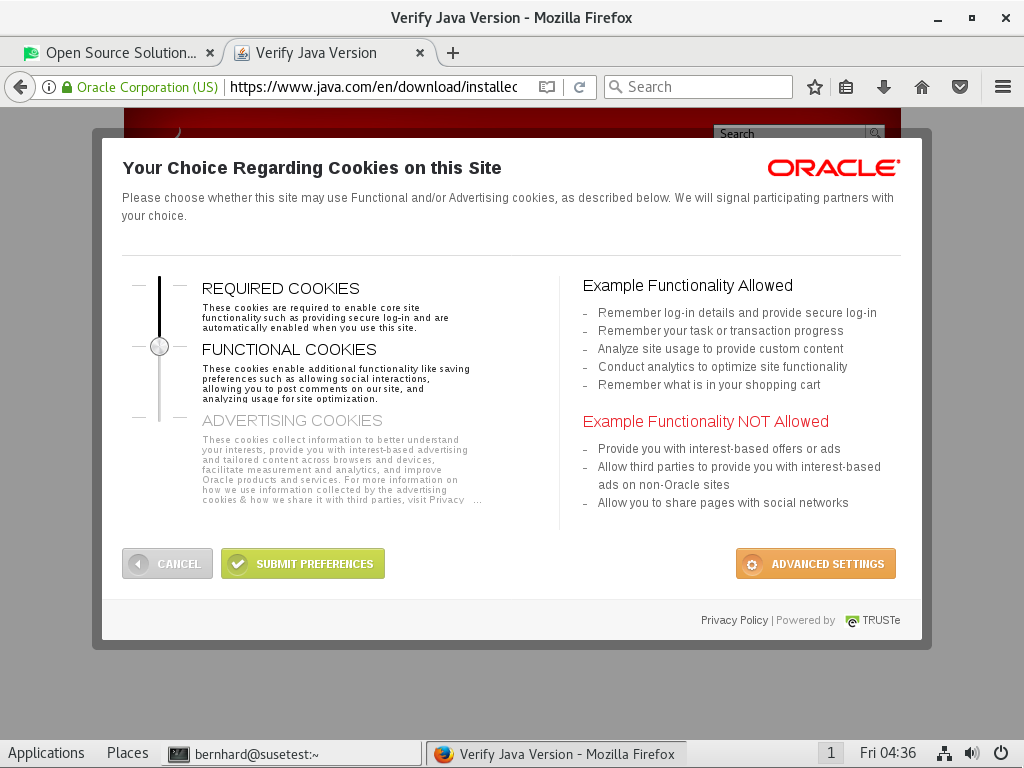 Verify Java Version - Mozilla Firefox
Open Source Solution...
Verify Java Version
Oracle Corporation (US)
https://www.java.com/en/download/installec
Search
Search
Your Choice Regarding Cookies on this Site
ORACLE
Please choose whether this site may use Functional and/or Advertising cookies, as described below. We will signal participating partners with
your choice.
REQUIRED COOKIES
These cookies are required to enable core site
functionality such as providing secure log-in and are
automatically enabled when you use this site.
FUNCTIONAL COOKIES
These cookies enable additional functionality like saving
preferences such as allowing social interactions,
allowing you to post comments on our site, and
analyzing usage for site optimization.
ADVERTISING COOKIES
These cookies collect information to better understand
your interests, provide you with interest-based advertising
and tailored content across browsers and devices,
facilitate measurement and analytics, and improve
Oracle products and services. For more information on
how we use information collected by the advertising
cookies & how we share it with third parties, visit Privacy ...
Example Functionality Allowed
- Remember log-in details and provide secure log-in
- Remember your task or transaction progress
- Analyze site usage to provide custom content
- Conduct analytics to optimize site functionality
- Remember what is in your shopping cart
Example Functionality NOT Allowed
- Provide you with interest-based offers or ads
- Allow third parties to provide you with interest-based
ads on non-Oracle sites
- Allow you to share pages with social networks
CANCEL
SUBMIT PREFERENCES
ADVANCED SETTINGS
Privacy Policy | Powered by TRUSTe
Applications
Places
bernhard@susetest:~
Verify Java Version - Mozilla Firefox
1
Fri 04:36